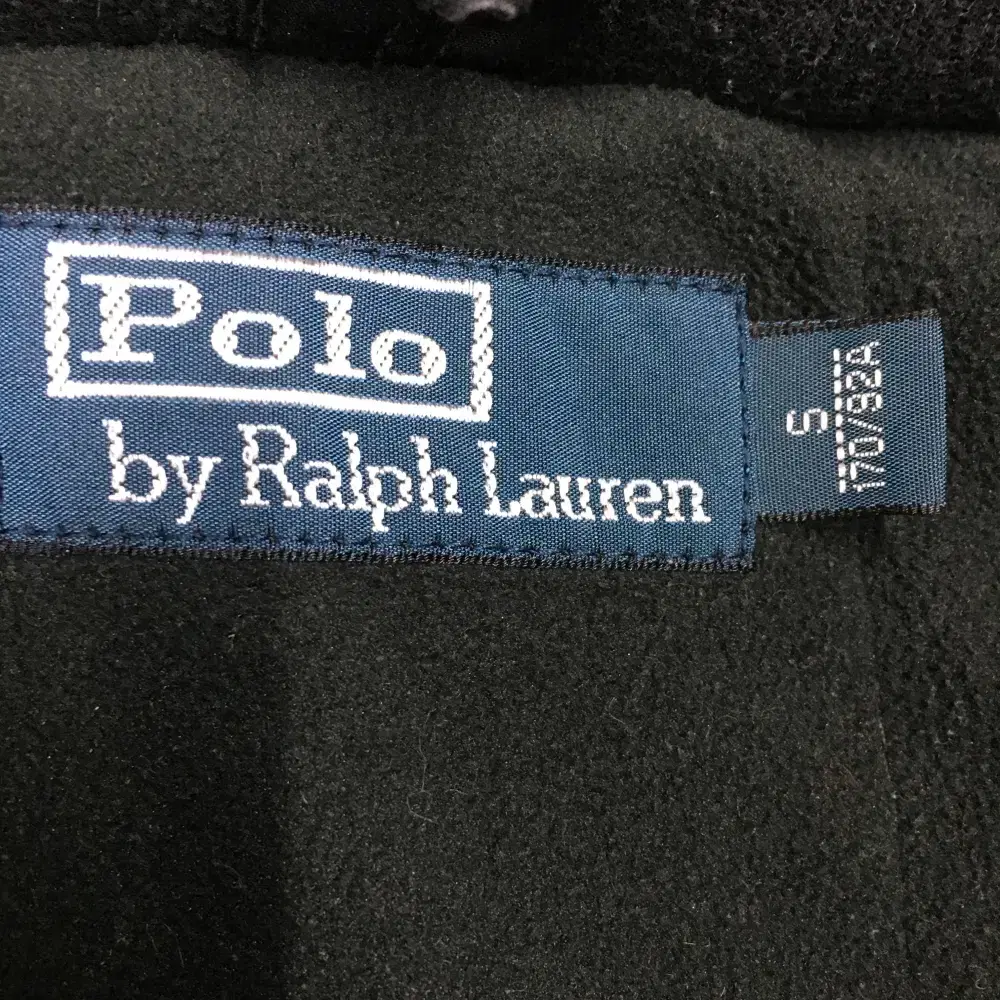 Polo
by Ralph Lauren
S
170/92A